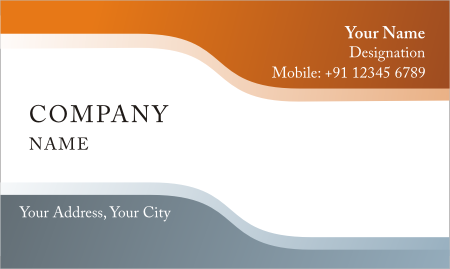 Your Name
Designation
Mobile: +91 12345 6789
COMPANY
NAME
Your Address, Your City